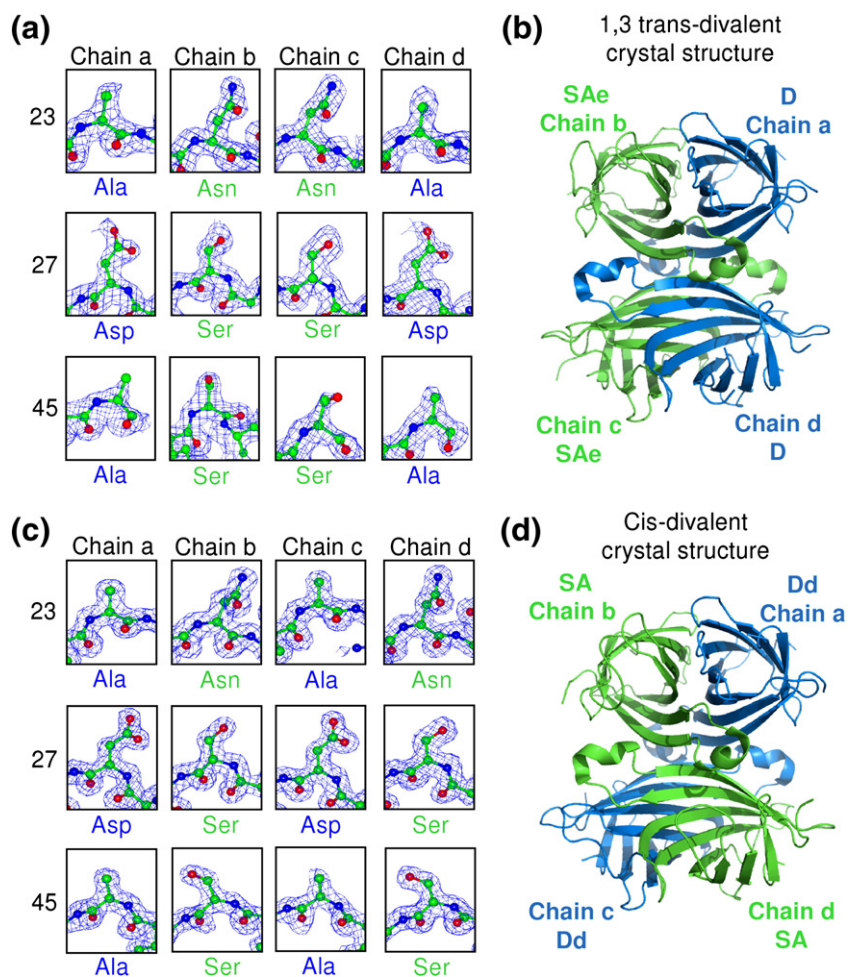 (a)
Chain a Chain b Chain c Chain d
23
Ala Asn Asn Ala
27
Asp Ser Ser Asp
45
Ala Ser Ser Ala
(b)
1,3 trans-divalent
crystal structure
SAe D
Chain b Chain a
Chain c Chain d
SAe D
(c)
Chain a Chain b Chain c Chain d
23
Ala Asn Ala Asn
27
Asp Ser Asp Ser
45
Ala Ser Ala Ser
(d)
Cis-divalent
crystal structure
SA Dd
Chain b Chain a
Chain c Chain d
Dd SA